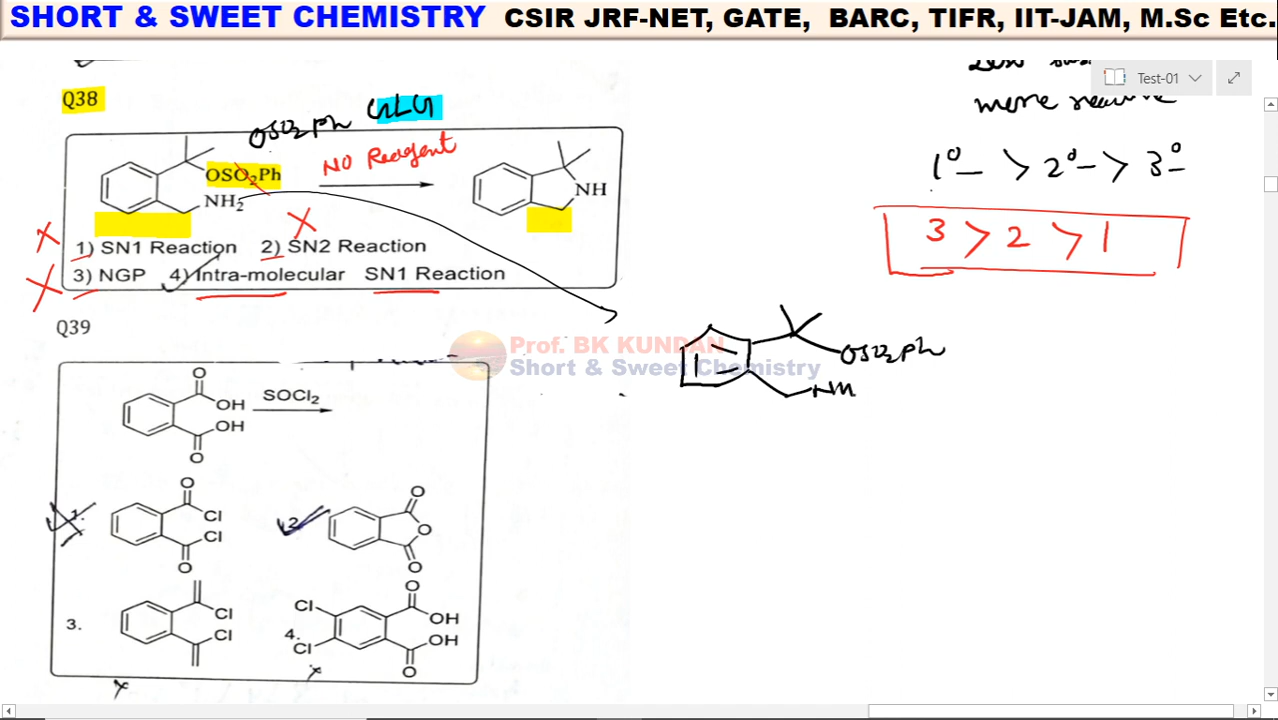 SHORT & SWEET CHEMISTRY CSIR JRF-NET, GATE, BARC, TIFR, IIT-JAM, M.Sc Etc.
Test-01
Q38
more
OSO2Ph GLG
NO Reagent
OSO2Ph
NH2
NH
1) SN1 Reaction 2) SN2 Reaction
3) NGP 4) Intra-molecular SN1 Reaction
1° > 2° > 3°
3 > 2 > 1
Q39
Prof. BK KUNDAN
Short & Sweet Chemistry
OSO2Ph
O
OH
SOCl2
OH
O
1.
O
Cl
Cl
O
2
O
O
O
3.
Cl
Cl
4.
Cl
Cl
O
OH
OH
O